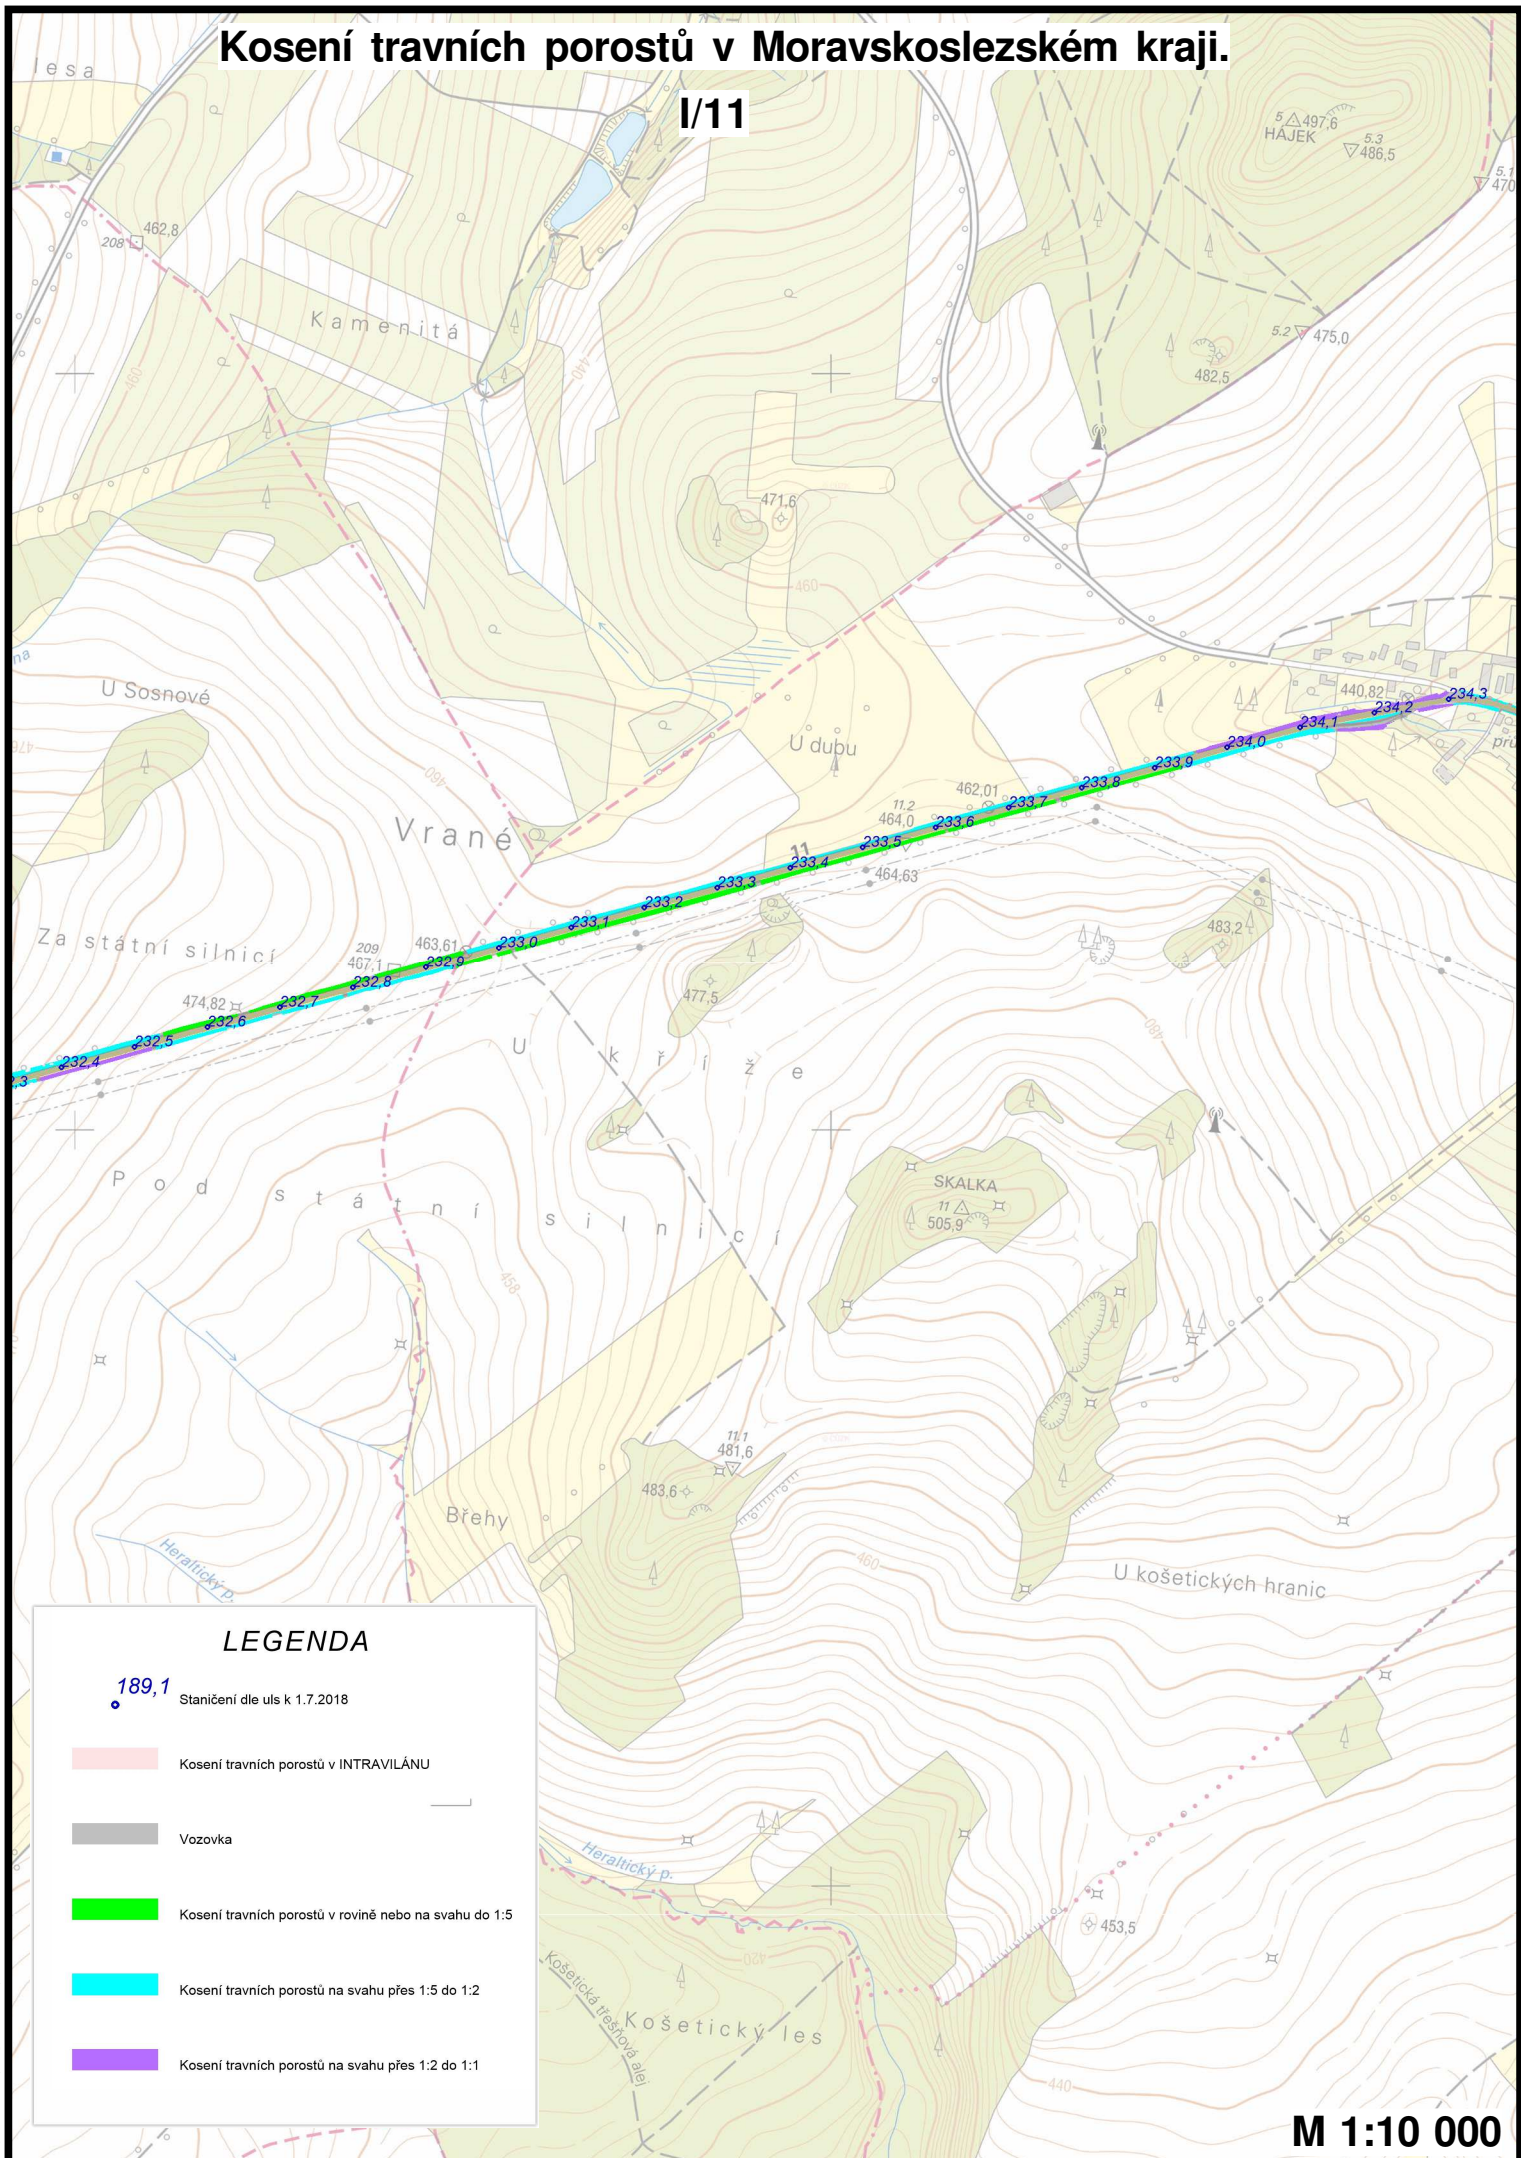 Kosení travních porostů v Moravskoslezském kraji.
I/11
lesa
5 497,6
HÁJEK
5.3
486,5
5.1
470
208
462,8
Kamenitá
460
440
5.2
475,0
482,5
471,6
460
na
U Sosnové
476
460
U dubu
440,82
234,3
234,2
234,1
234,0
233,9
233,8
462,01
233,7
11.2
464,0
233,6
233,5
11
233,4
464,63
Vrané
233,3
233,2
233,1
233,0
483,2
Za státní silnicí
209
467,1
463,61
232,9
232,8
474,82
232,7
232,6
477,5
232,5
232,4
2,3
U kříže
480
Pod státní silnicí
SKALKA
11
505,9
458
11.1
481,6
483,6
Břehy
Heraltický p.
460
U košetických hranic
LEGENDA
189,1
Staničení dle uls k 1.7.2018
Kosení travních porostů v INTRAVILÁNU
Vozovka
Kosení travních porostů v rovině nebo na svahu do 1:5
Kosení travních porostů na svahu přes 1:5 do 1:2
Kosení travních porostů na svahu přes 1:2 do 1:1
Heraltický p.
453,5
420
Košetická třešňová alej
Košetický les
440
M 1:10 000